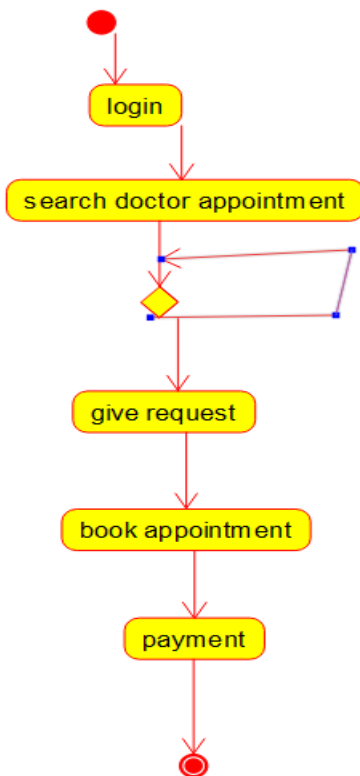 login
search doctor appointment
give request
book appointment
payment